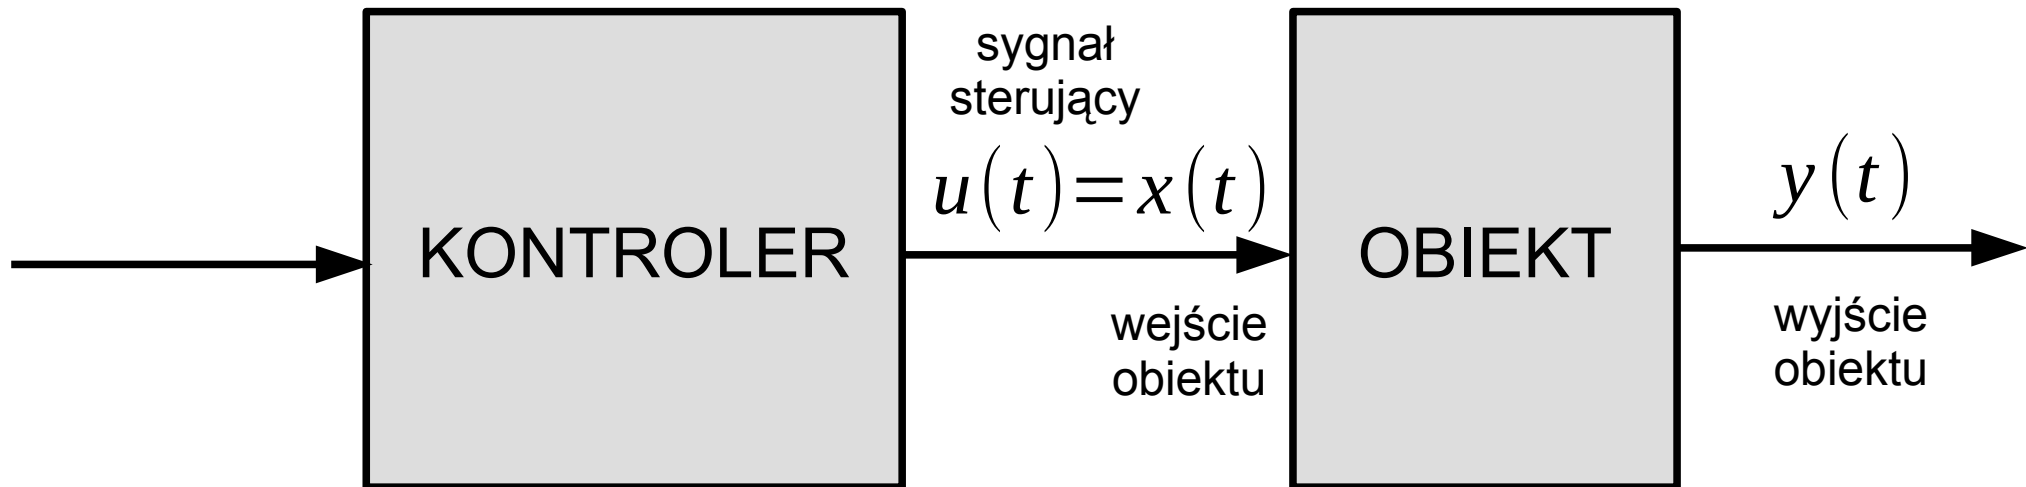 KONTROLER
sygnał
sterujący
u(t)=x(t)
wejście
obiektu
OBIEKT
y(t)
wyjście
obiektu